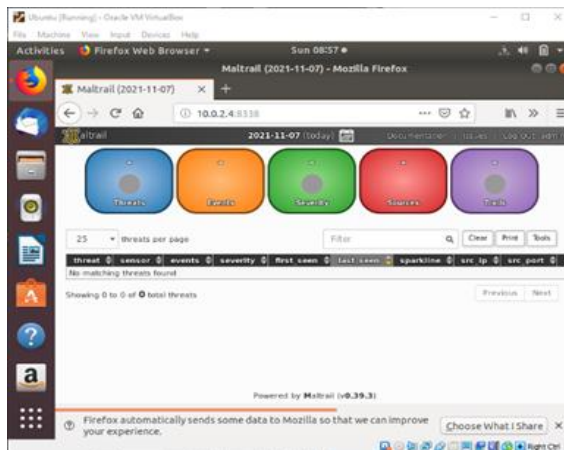 Ubuntu [Running] - Oracle VM VirtualBox
File Machine View Input Devices Help
Activities Firefox Web Browser Sun 08:57
Maltrail (2021-11-07) - Mozilla Firefox
Maltrail (2021-11-07)
10.0.2.4:8338
altrail 2021-11-07 (today) Documentation | Issues | Log Out admin
Threats Events Severity Sources Trails
25 threats per page Filter Clear Print Tools
threat sensor events severity first seen last seen sparkline src_ip src_port
No matching threats found
Showing 0 to 0 of 0 total threats Previous Next
Powered by Maltrail (v0.39.3)
Firefox automatically sends some data to Mozilla so that we can improve
your experience.
Choose What I Share
Right Ctrl